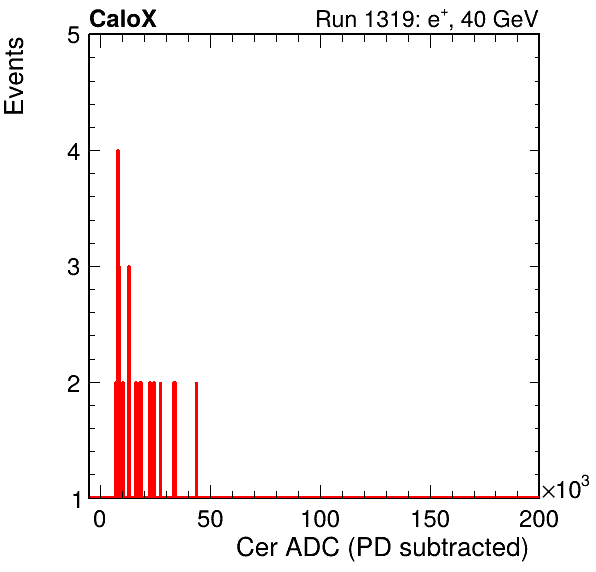 CaloX Run 1319: e⁺, 40 GeV
Events
5
4
3
2
1
×10³
0 50 100 150 200
Cer ADC (PD subtracted)